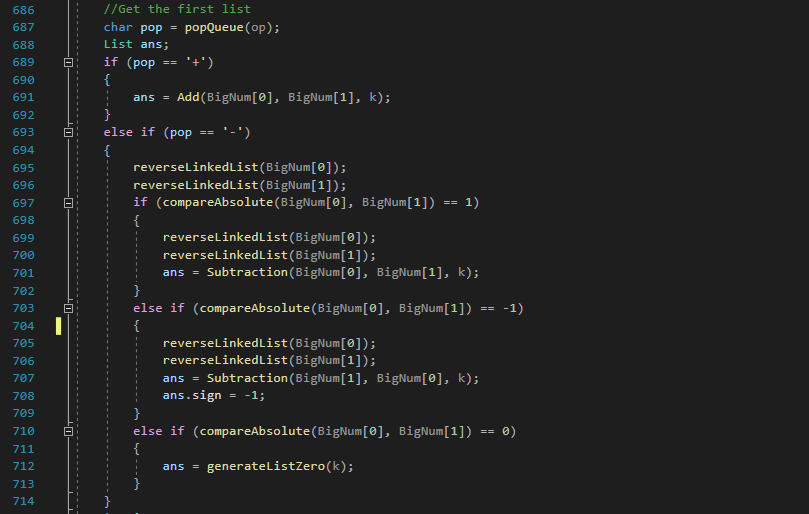 686 //Get the first list
687 char pop = popQueue(op);
688 List ans;
689 if (pop == '+')
690 {
691 ans = Add(BigNum[0], BigNum[1], k);
692 }
693 else if (pop == '-')
694 {
695 reverseLinkedList(BigNum[0]);
696 reverseLinkedList(BigNum[1]);
697 if (compareAbsolute(BigNum[0], BigNum[1]) == 1)
698 {
699 reverseLinkedList(BigNum[0]);
700 reverseLinkedList(BigNum[1]);
701 ans = Subtraction(BigNum[0], BigNum[1], k);
702 }
703 else if (compareAbsolute(BigNum[0], BigNum[1]) == -1)
704 {
705 reverseLinkedList(BigNum[0]);
706 reverseLinkedList(BigNum[1]);
707 ans = Subtraction(BigNum[1], BigNum[0], k);
708 ans.sign = -1;
709 }
710 else if (compareAbsolute(BigNum[0], BigNum[1]) == 0)
711 {
712 ans = generateListZero(k);
713 }
714 }